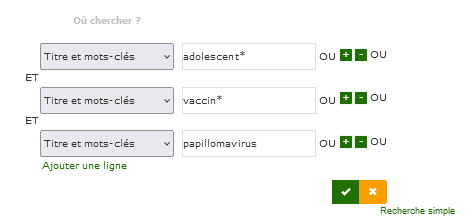 Où chercher ?
Titre et mots-clés adolescent* OU + - OU
ET
Titre et mots-clés vaccin* OU + - OU
ET
Titre et mots-clés papillomavirus OU + - OU
Ajouter une ligne
Recherche simple